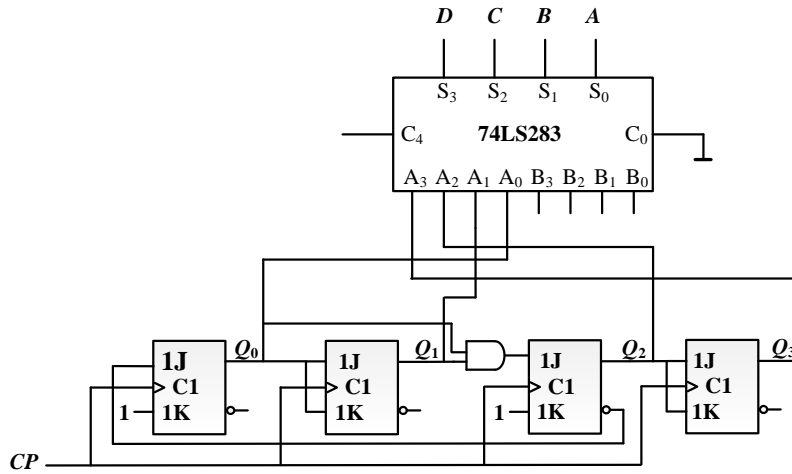 D C B A
S₃ S₂ S₁ S₀
C₄ 74LS283 C₀
A₃ A₂ A₁ A₀ B₃ B₂ B₁ B₀
Q₀ Q₁ Q₂ Q₃
1J 1J 1J 1J
C1 C1 C1 C1
1 1K 1K 1 1K 1K
CP